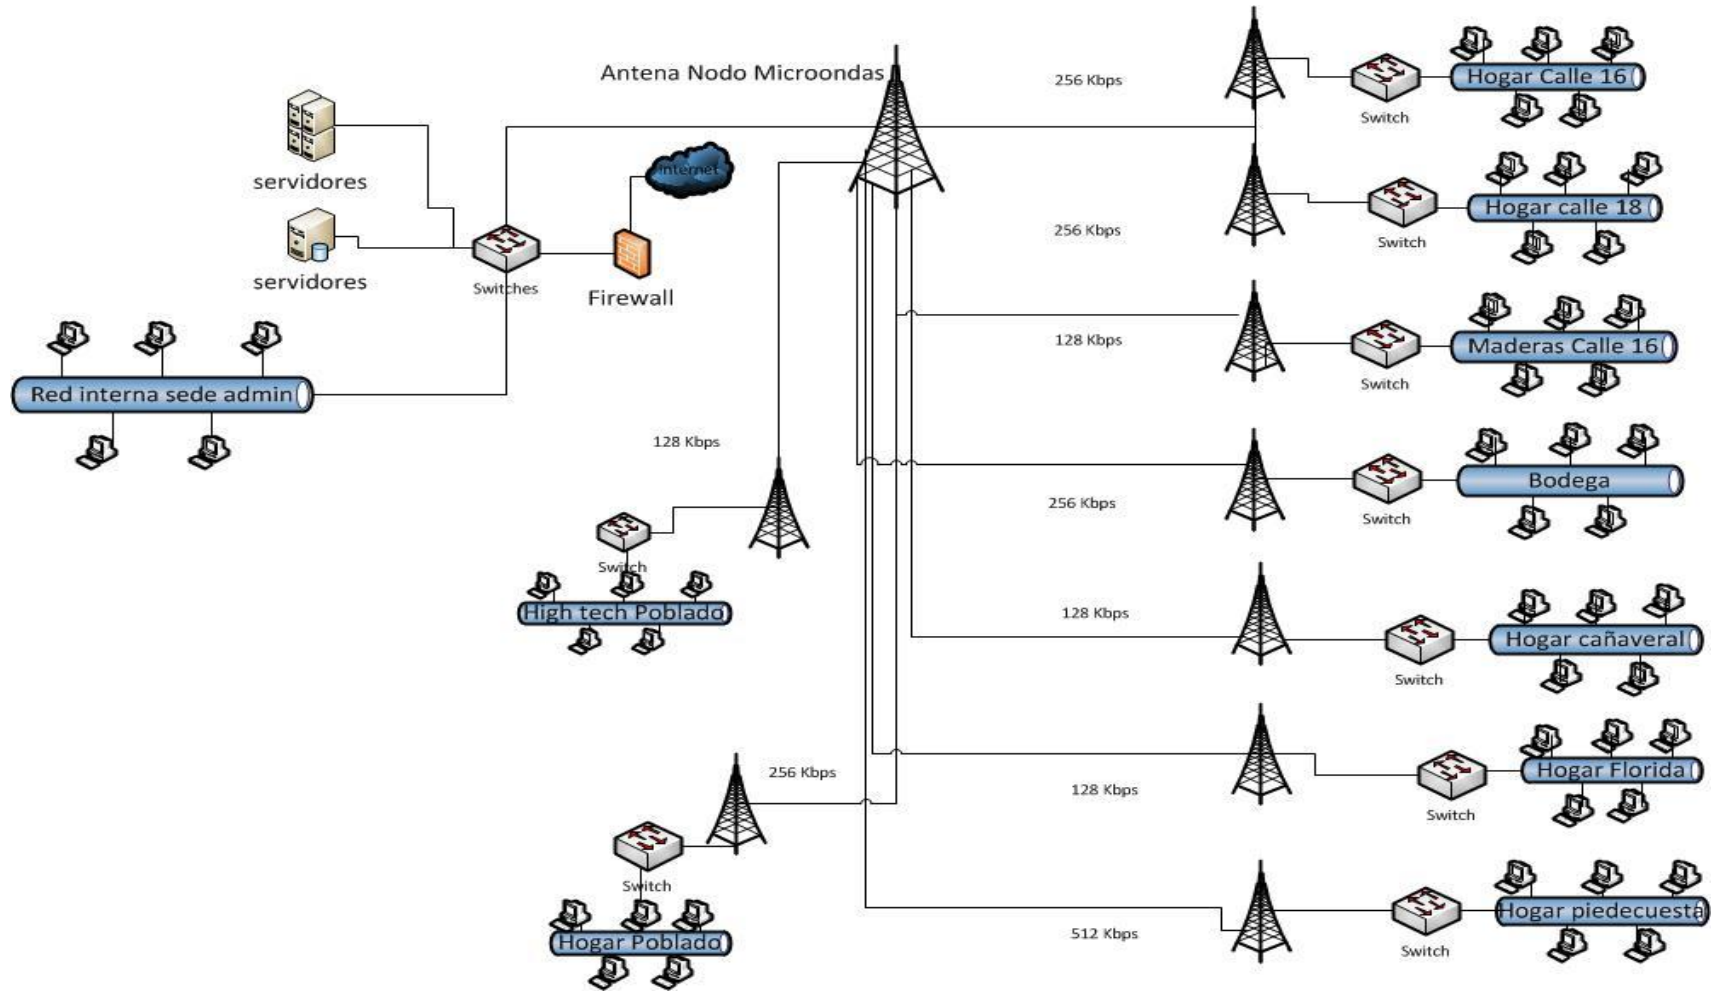 Antena Nodo Microondas
256 Kbps
Hogar Calle 16
Switch
servidores
Internet
256 Kbps
Hogar calle 18
Switch
servidores
Switches
Firewall
128 Kbps
Maderas Calle 16
Switch
Red interna sede admin
128 Kbps
256 Kbps
Bodega
Switch
Switch
High tech Poblado
128 Kbps
Hogar cañaveral
Switch
256 Kbps
128 Kbps
Hogar Florida
Switch
Switch
Hogar Poblado
512 Kbps
Hogar piedecuesta
Switch